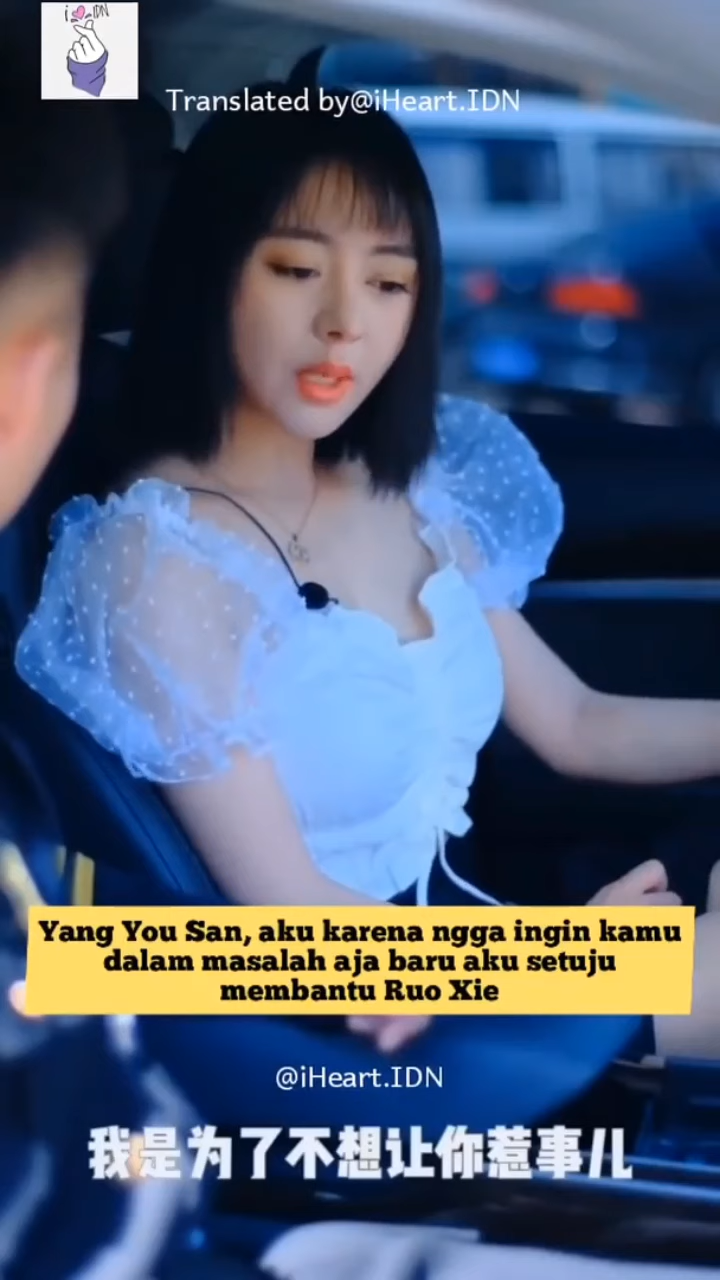 i IDN
Translated by@iHeart.IDN
Yang You San, aku karena ngga ingin kamu
dalam masalah aja baru aku setuju
membantu Ruo Xie
@iHeart.IDN
我是为了不想让你惹事儿